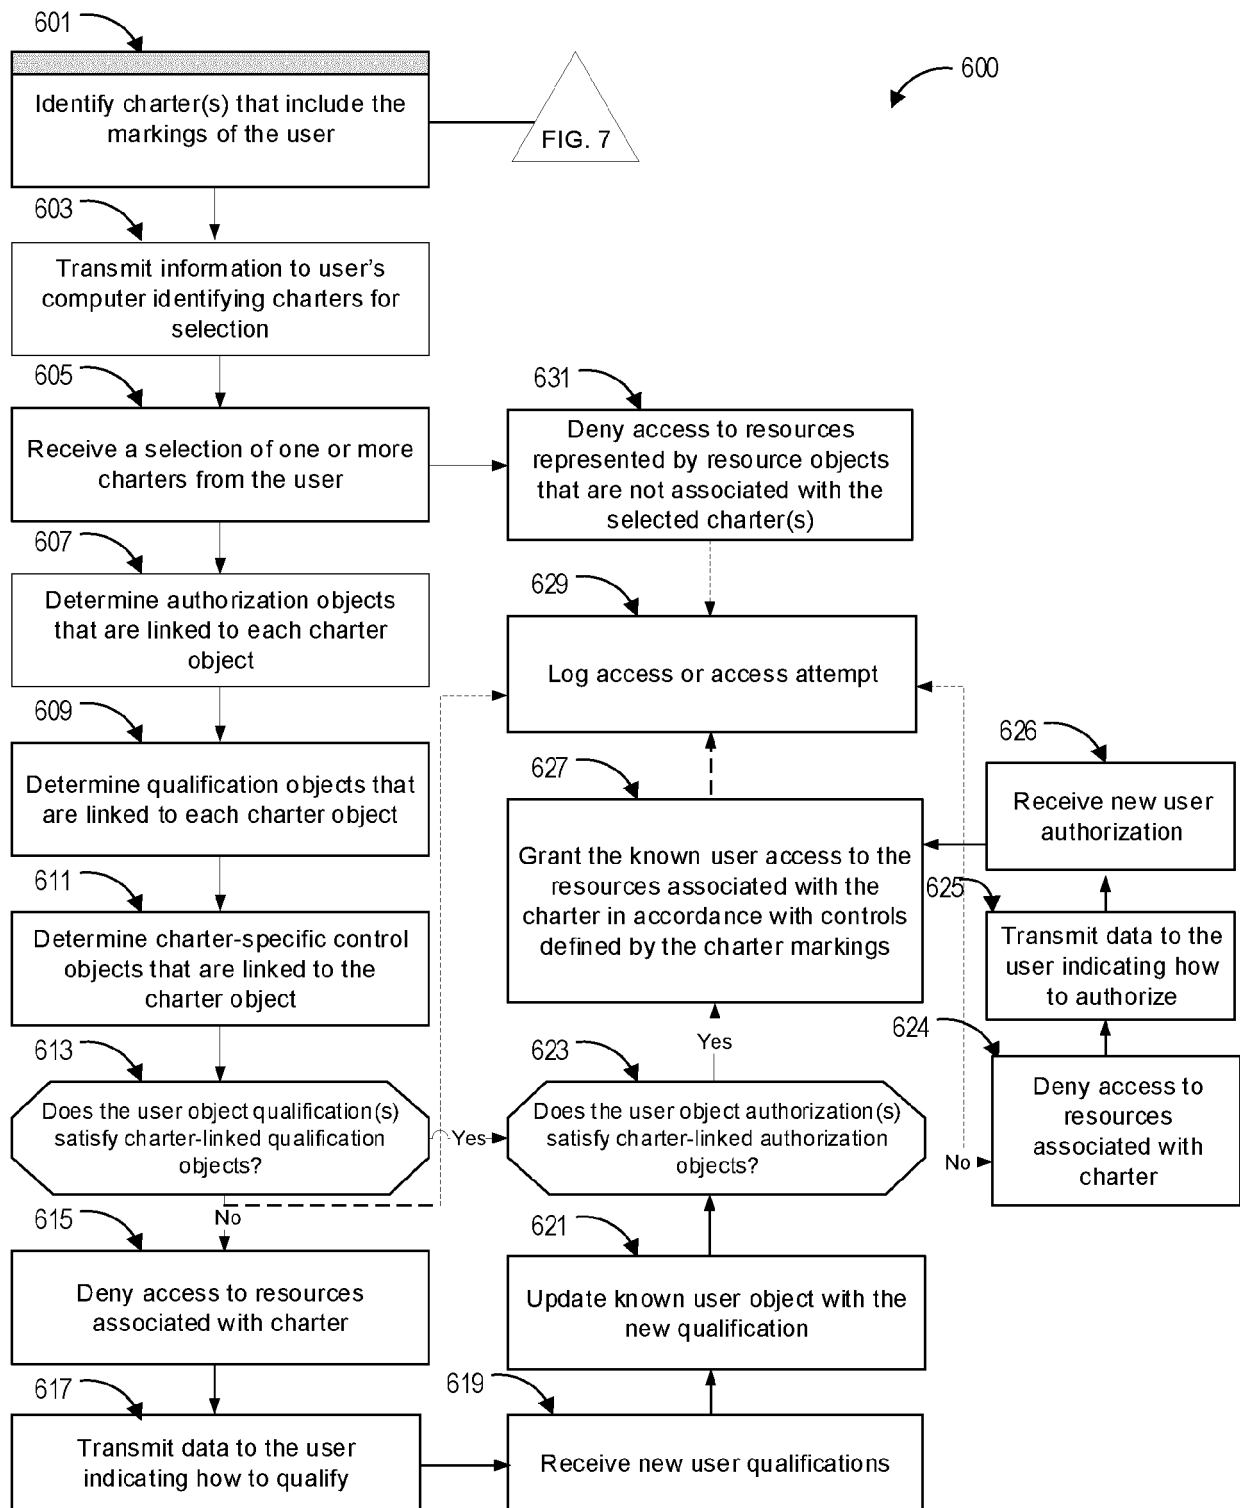 601
Identify charter(s) that include the
markings of the user
FIG. 7
600
603
Transmit information to user's
computer identifying charters for
selection
605
Receive a selection of one or more
charters from the user
631
Deny access to resources
represented by resource objects
that are not associated with the
selected charter(s)
607
Determine authorization objects
that are linked to each charter
object
629
Log access or access attempt
609
Determine qualification objects that
are linked to each charter object
627
Grant the known user access to the
resources associated with the
charter in accordance with controls
defined by the charter markings
626
Receive new user
authorization
625
Transmit data to the
user indicating how
to authorize
611
Determine charter-specific control
objects that are linked to the
charter object
624
Deny access to
resources
associated with
charter
613
Does the user object qualification(s)
satisfy charter-linked qualification
objects?
Yes
623
Does the user object authorization(s)
satisfy charter-linked authorization
objects?
Yes
No
No
615
Deny access to resources
associated with charter
621
Update known user object with the
new qualification
617
Transmit data to the user
indicating how to qualify
619
Receive new user qualifications